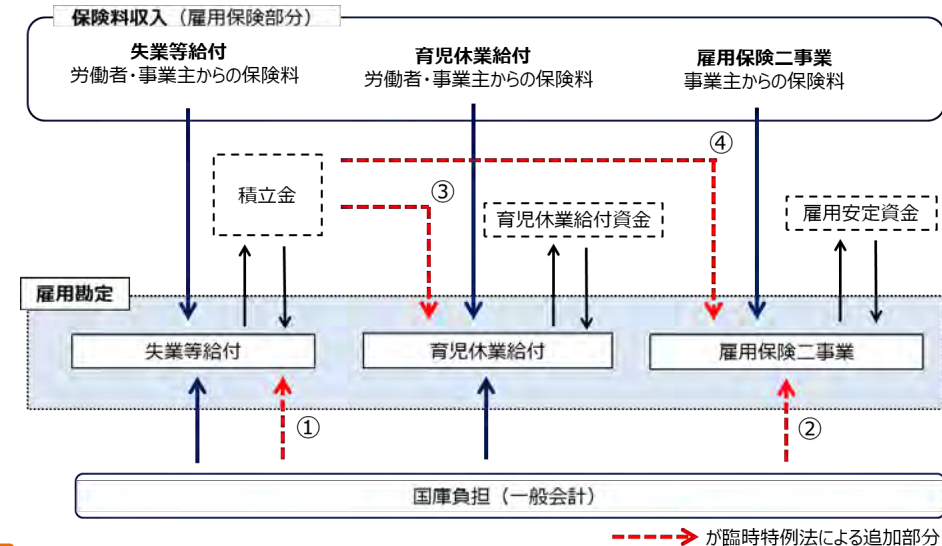 保険料収入（雇用保険部分）
失業等給付
労働者・事業主からの保険料
育児休業給付
労働者・事業主からの保険料
雇用保険二事業
事業主からの保険料
④
積立金
③
育児休業給付資金
雇用安定資金
雇用勘定
失業等給付
育児休業給付
雇用保険二事業
①
②
国庫負担（一般会計）
が臨時特例法による追加部分